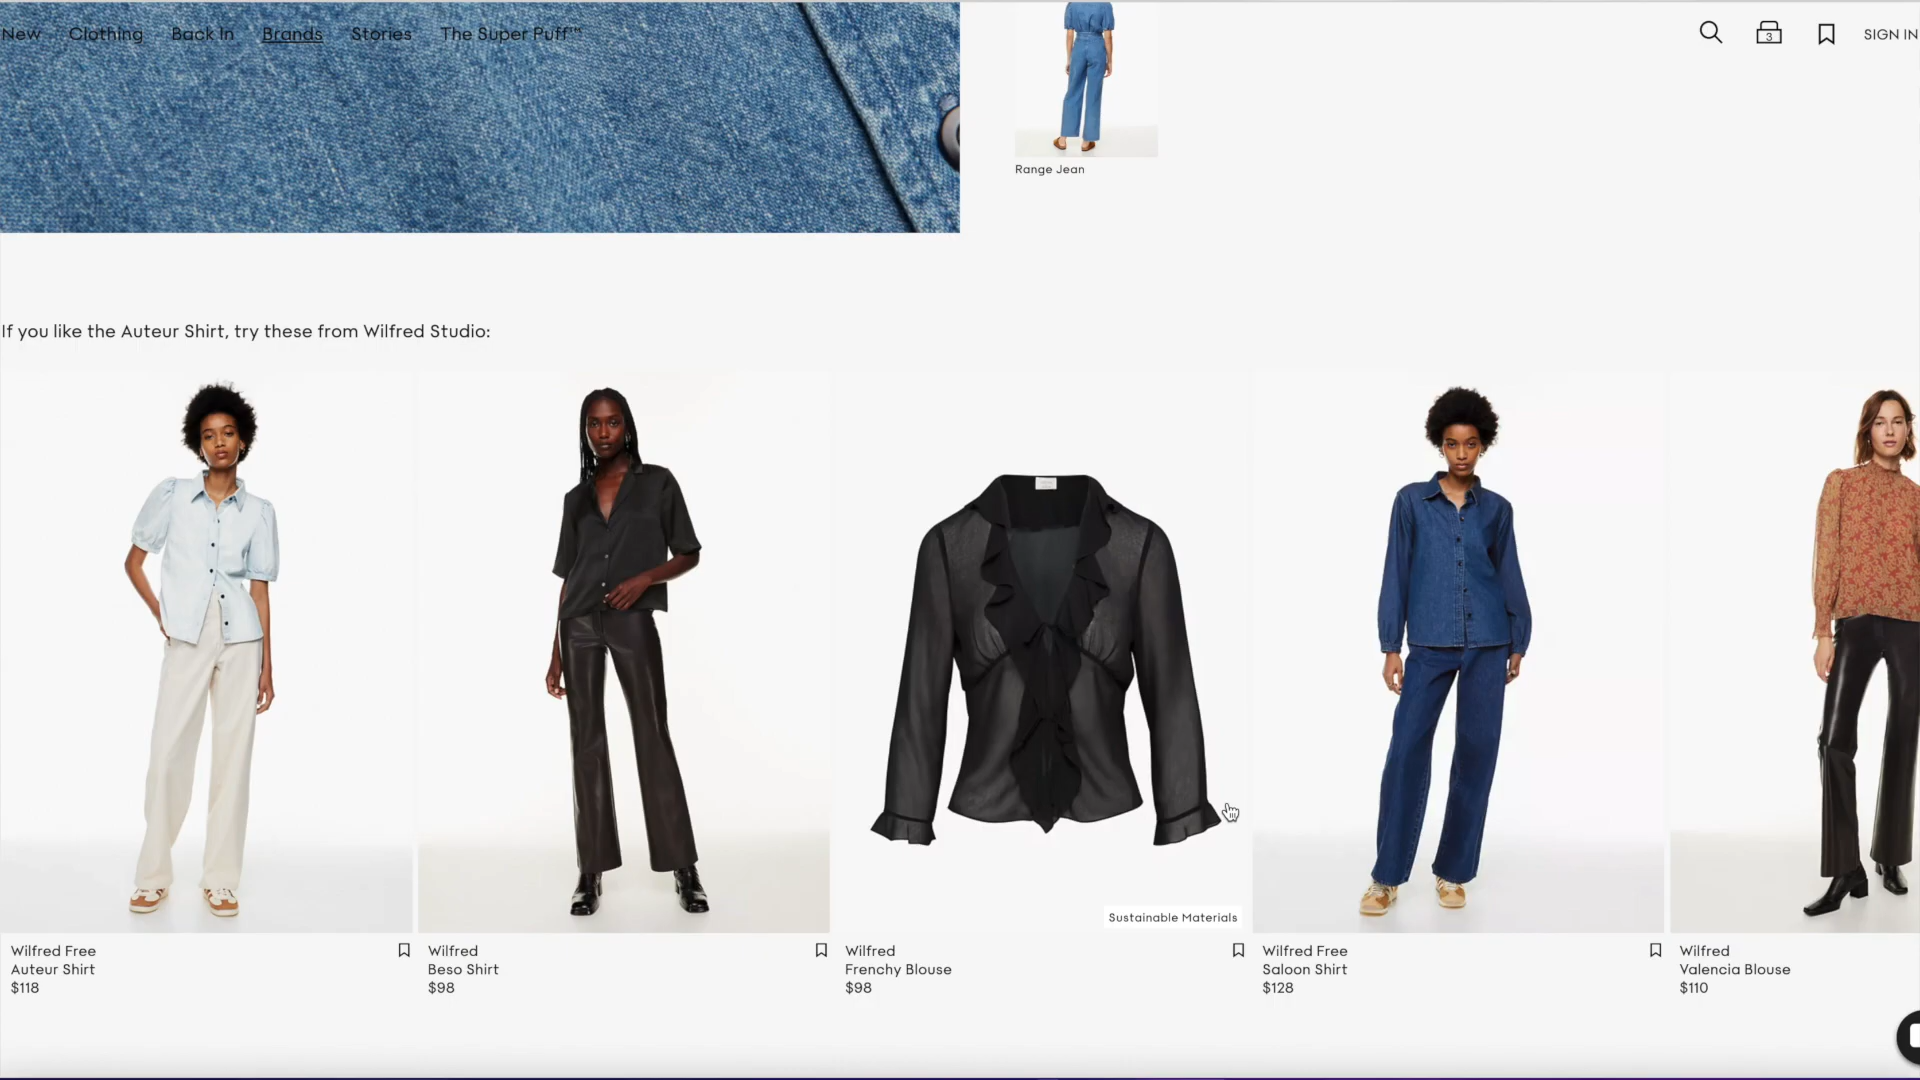 New Clothing Back In Brands Stories The Super Puff™ 3 SIGN IN
Range Jean
If you like the Auteur Shirt, try these from Wilfred Studio:
Sustainable Materials
Wilfred Free
Auteur Shirt
$118
Wilfred
Beso Shirt
$98
Wilfred
Frenchy Blouse
$98
Wilfred Free
Saloon Shirt
$128
Wilfred
Valencia Blouse
$110